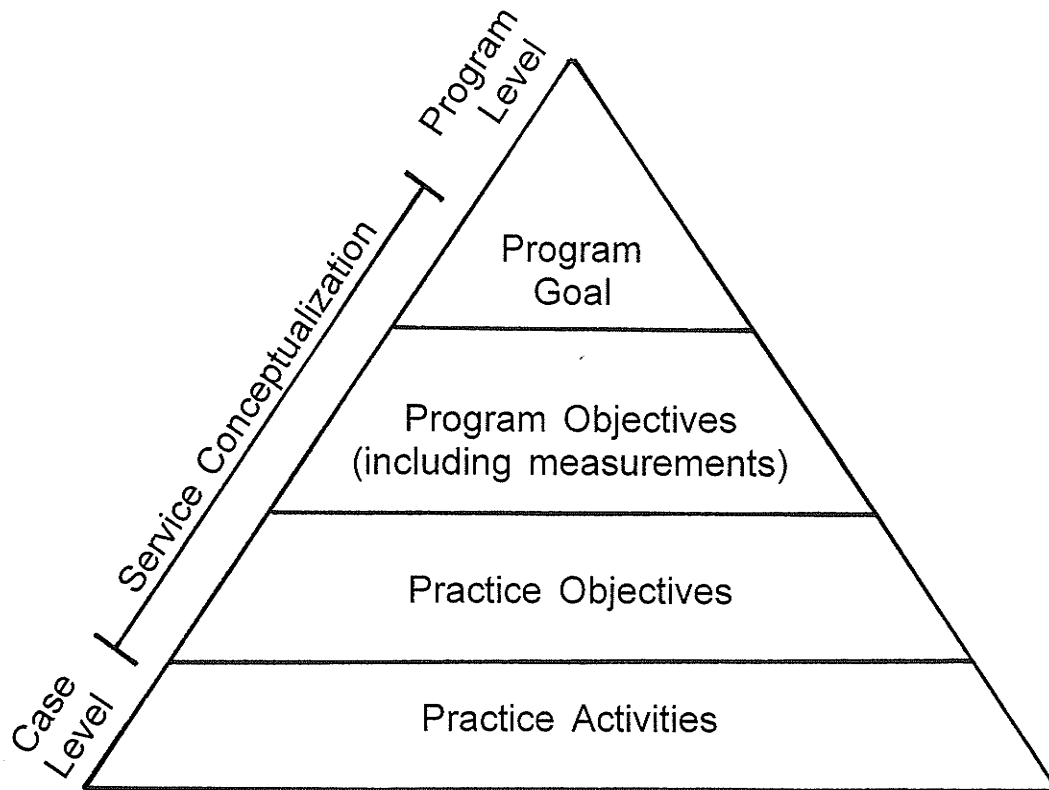 Program
Level
Service Conceptualization
Case
Level
Program
Goal
Program Objectives
(including measurements)
Practice Objectives
Practice Activities